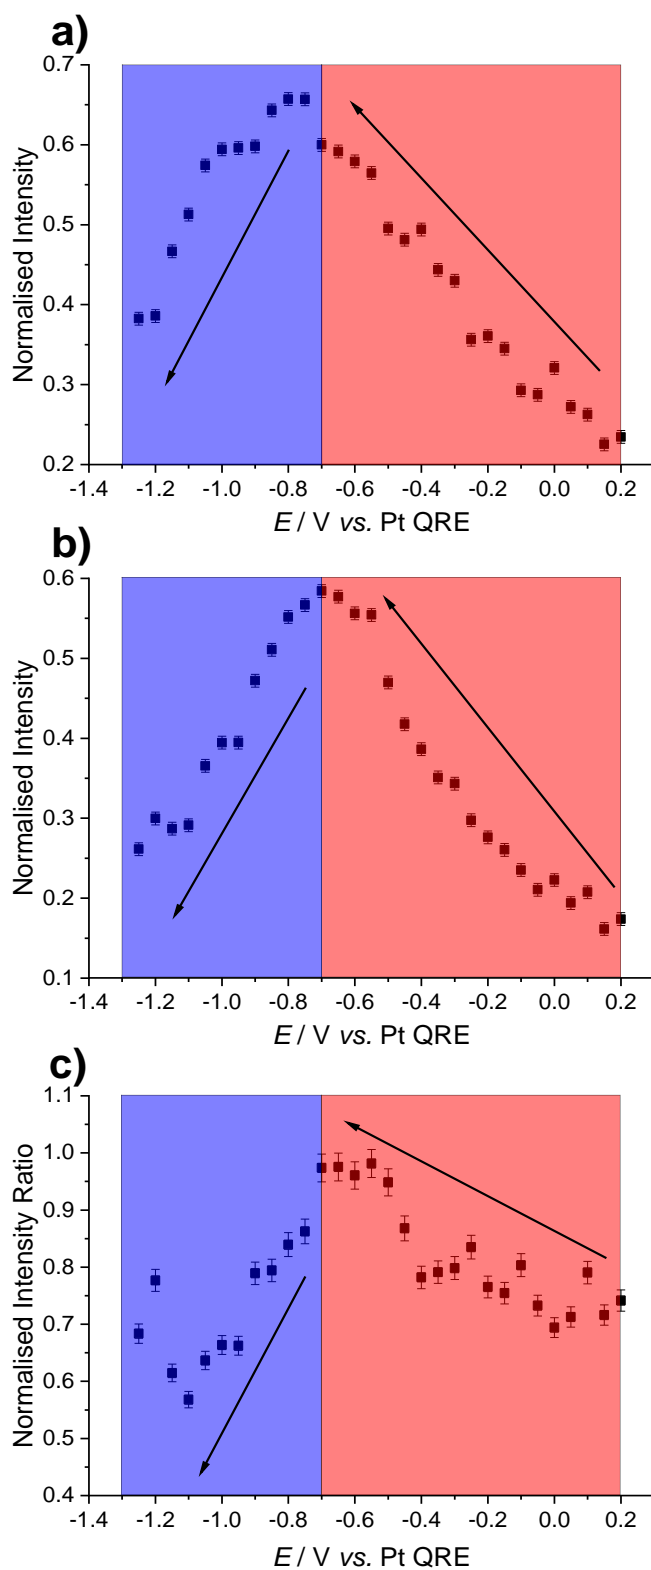 a)
0.7
0.6
0.5
0.4
0.3
0.2
Normalised Intensity
-1.4 -1.2 -1.0 -0.8 -0.6 -0.4 -0.2 0.0 0.2
E / V vs. Pt QRE
b)
0.6
0.5
0.4
0.3
0.2
0.1
Normalised Intensity
-1.4 -1.2 -1.0 -0.8 -0.6 -0.4 -0.2 0.0 0.2
E / V vs. Pt QRE
c)
1.1
1.0
0.9
0.8
0.7
0.6
0.5
0.4
Normalised Intensity Ratio
-1.4 -1.2 -1.0 -0.8 -0.6 -0.4 -0.2 0.0 0.2
E / V vs. Pt QRE